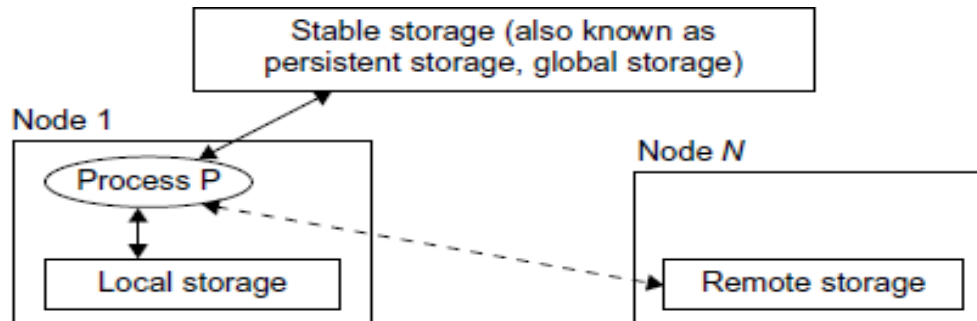 Stable storage (also known as
persistent storage, global storage)
Node 1
Process P
Local storage
Node N
Remote storage